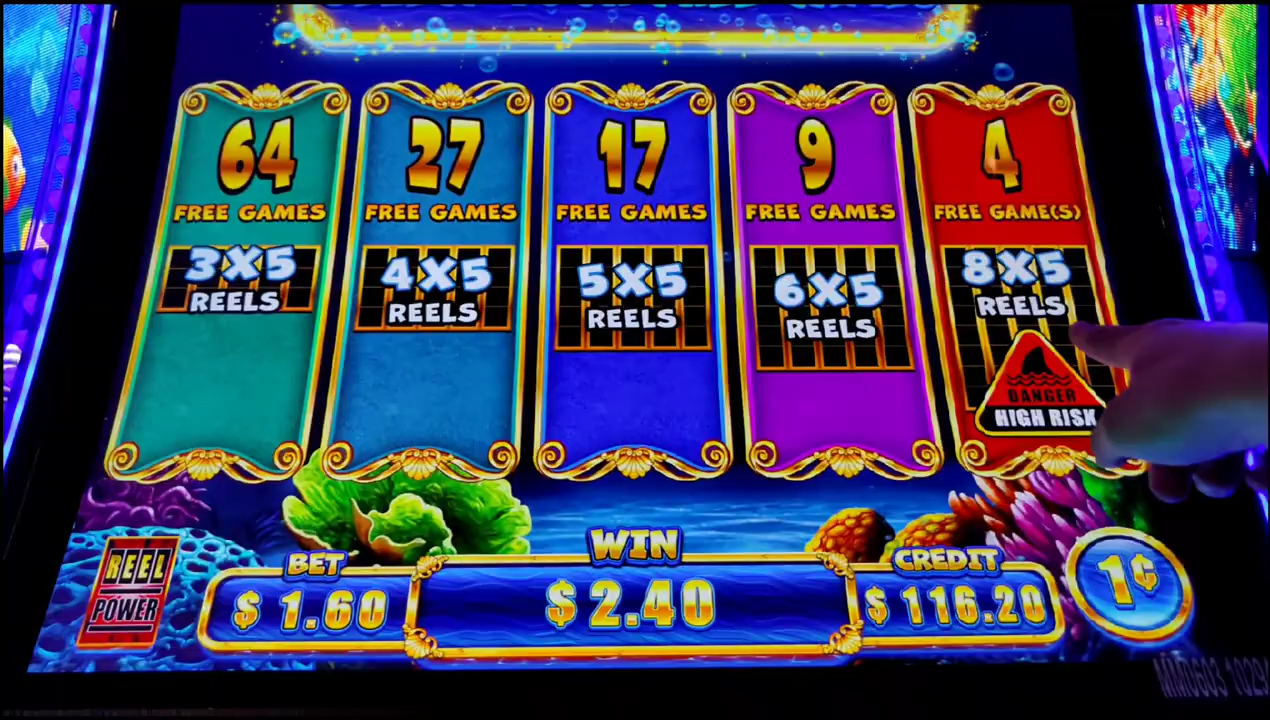 64
FREE GAMES
3X5
REELS
27
FREE GAMES
4X5
REELS
17
FREE GAMES
5X5
REELS
9
FREE GAMES
6X5
REELS
4
FREE GAME(S)
8X5
REELS
DANGER
HIGH RISK
REEL
POWER
BET
$ 1.60
WIN
$ 2.40
CREDIT
$ 116.20
1¢